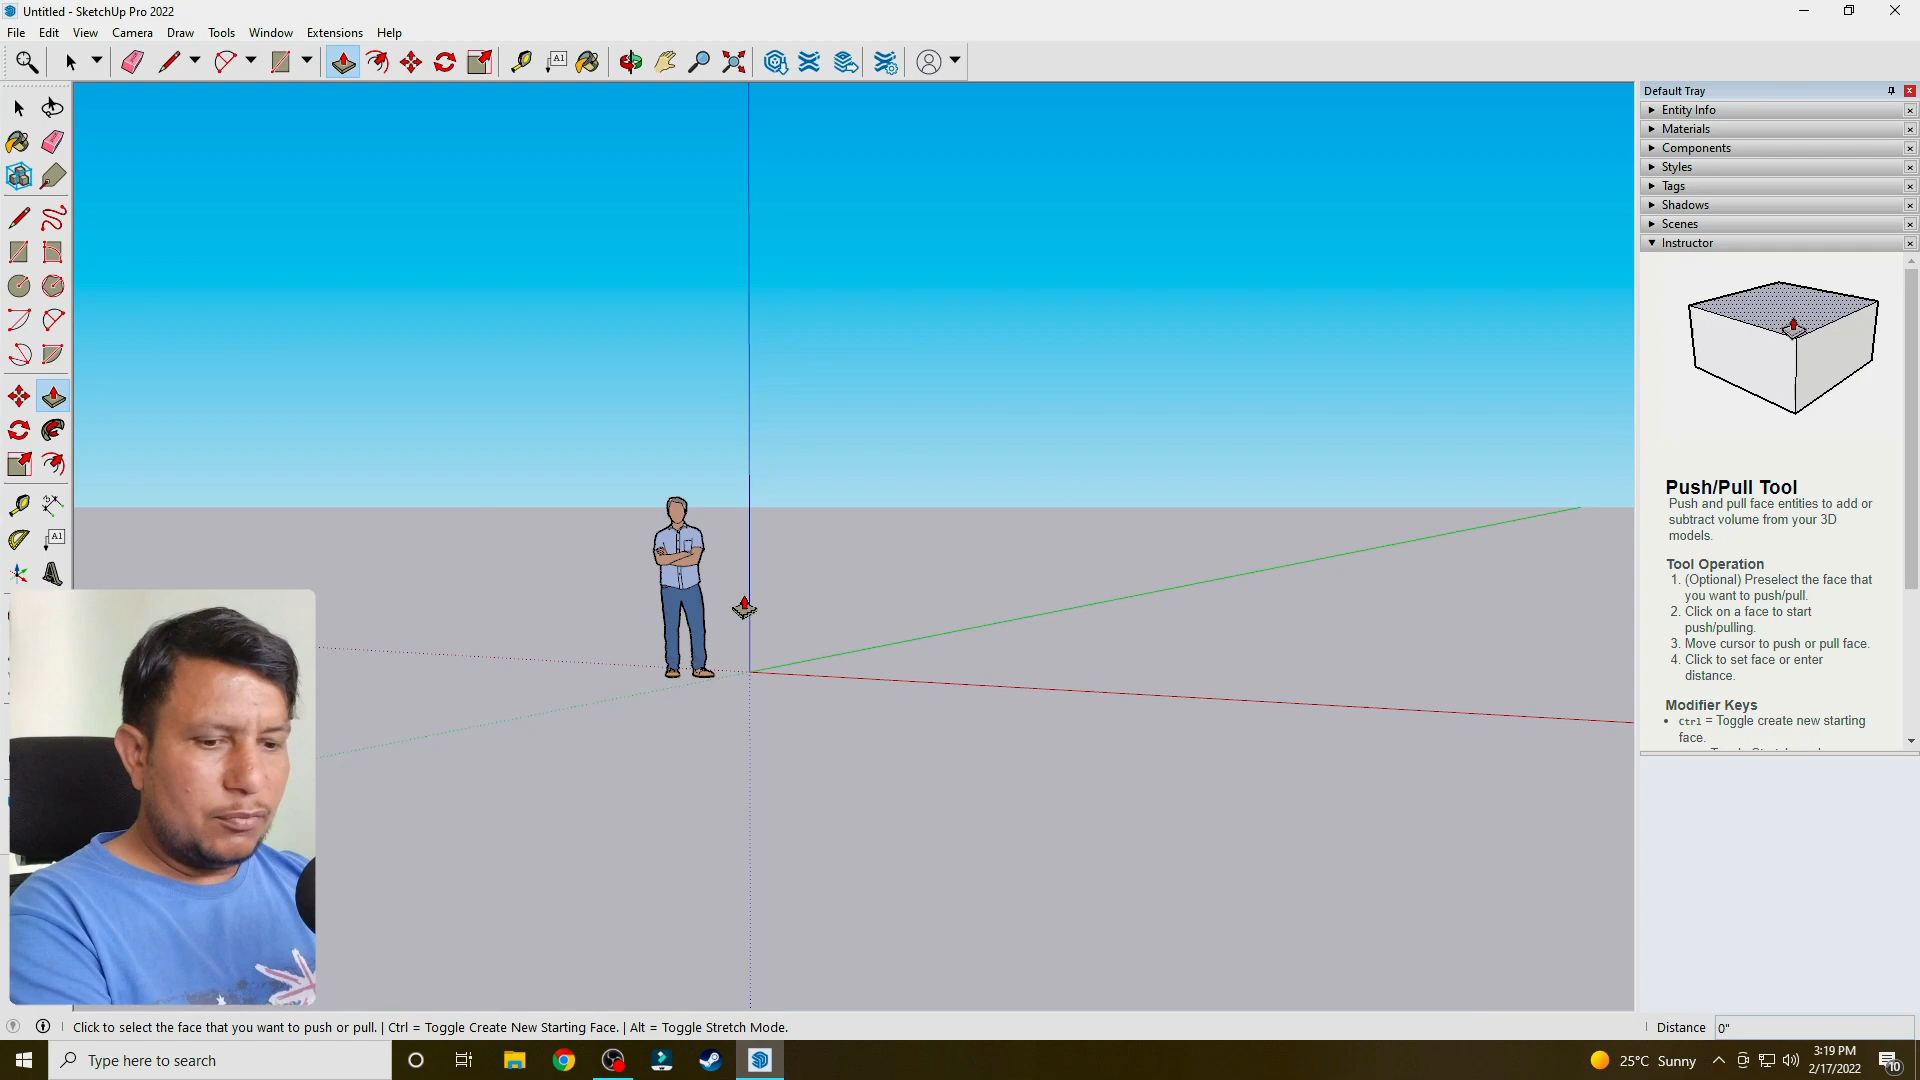 Untitled - SketchUp Pro 2022
File Edit View Camera Draw Tools Window Extensions Help
A1
Default Tray
Entity Info
Materials
Components
Styles
Tags
Shadows
Scenes
Instructor
A1
Push/Pull Tool
Push and pull face entities to add or
subtract volume from your 3D
models.
Tool Operation
1. (Optional) Preselect the face that
you want to push/pull.
2. Click on a face to start
push/pulling.
3. Move cursor to push or pull face.
4. Click to set face or enter
distance.
Modifier Keys
• Ctrl = Toggle create new starting
face.
Click to select the face that you want to push or pull. | Ctrl = Toggle Create New Starting Face. | Alt = Toggle Stretch Mode.
Distance 0"
Type here to search
25°C Sunny
3:19 PM
2/17/2022
10